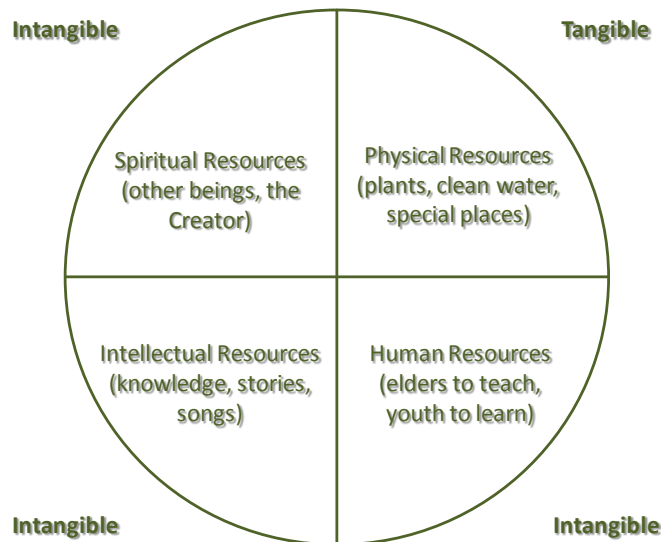 Intangible
Tangible
Spiritual Resources
(other beings, the
Creator)
Physical Resources
(plants, clean water,
special places)
Intellectual Resources
(knowledge, stories,
songs)
Human Resources
(elders to teach,
youth to learn)
Intangible
Intangible